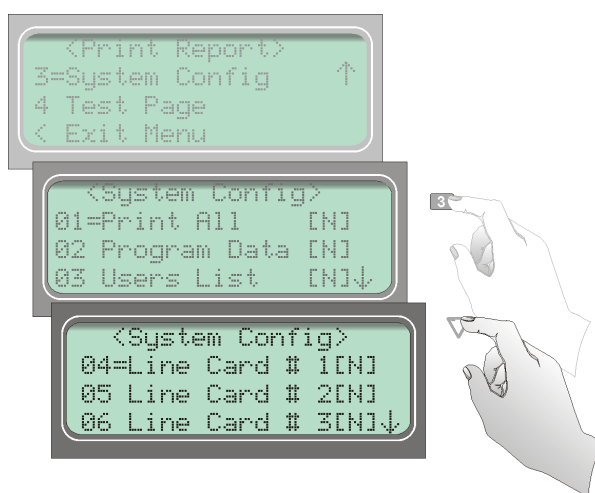 <Print Report>
3=System Config ↑
4 Test Page
< Exit Menu
<System Config>
01=Print All [N]
02 Program Data [N]
03 Users List [N]↓
3
<System Config>
04=Line Card # 1[N]
05 Line Card # 2[N]
06 Line Card # 3[N]↓